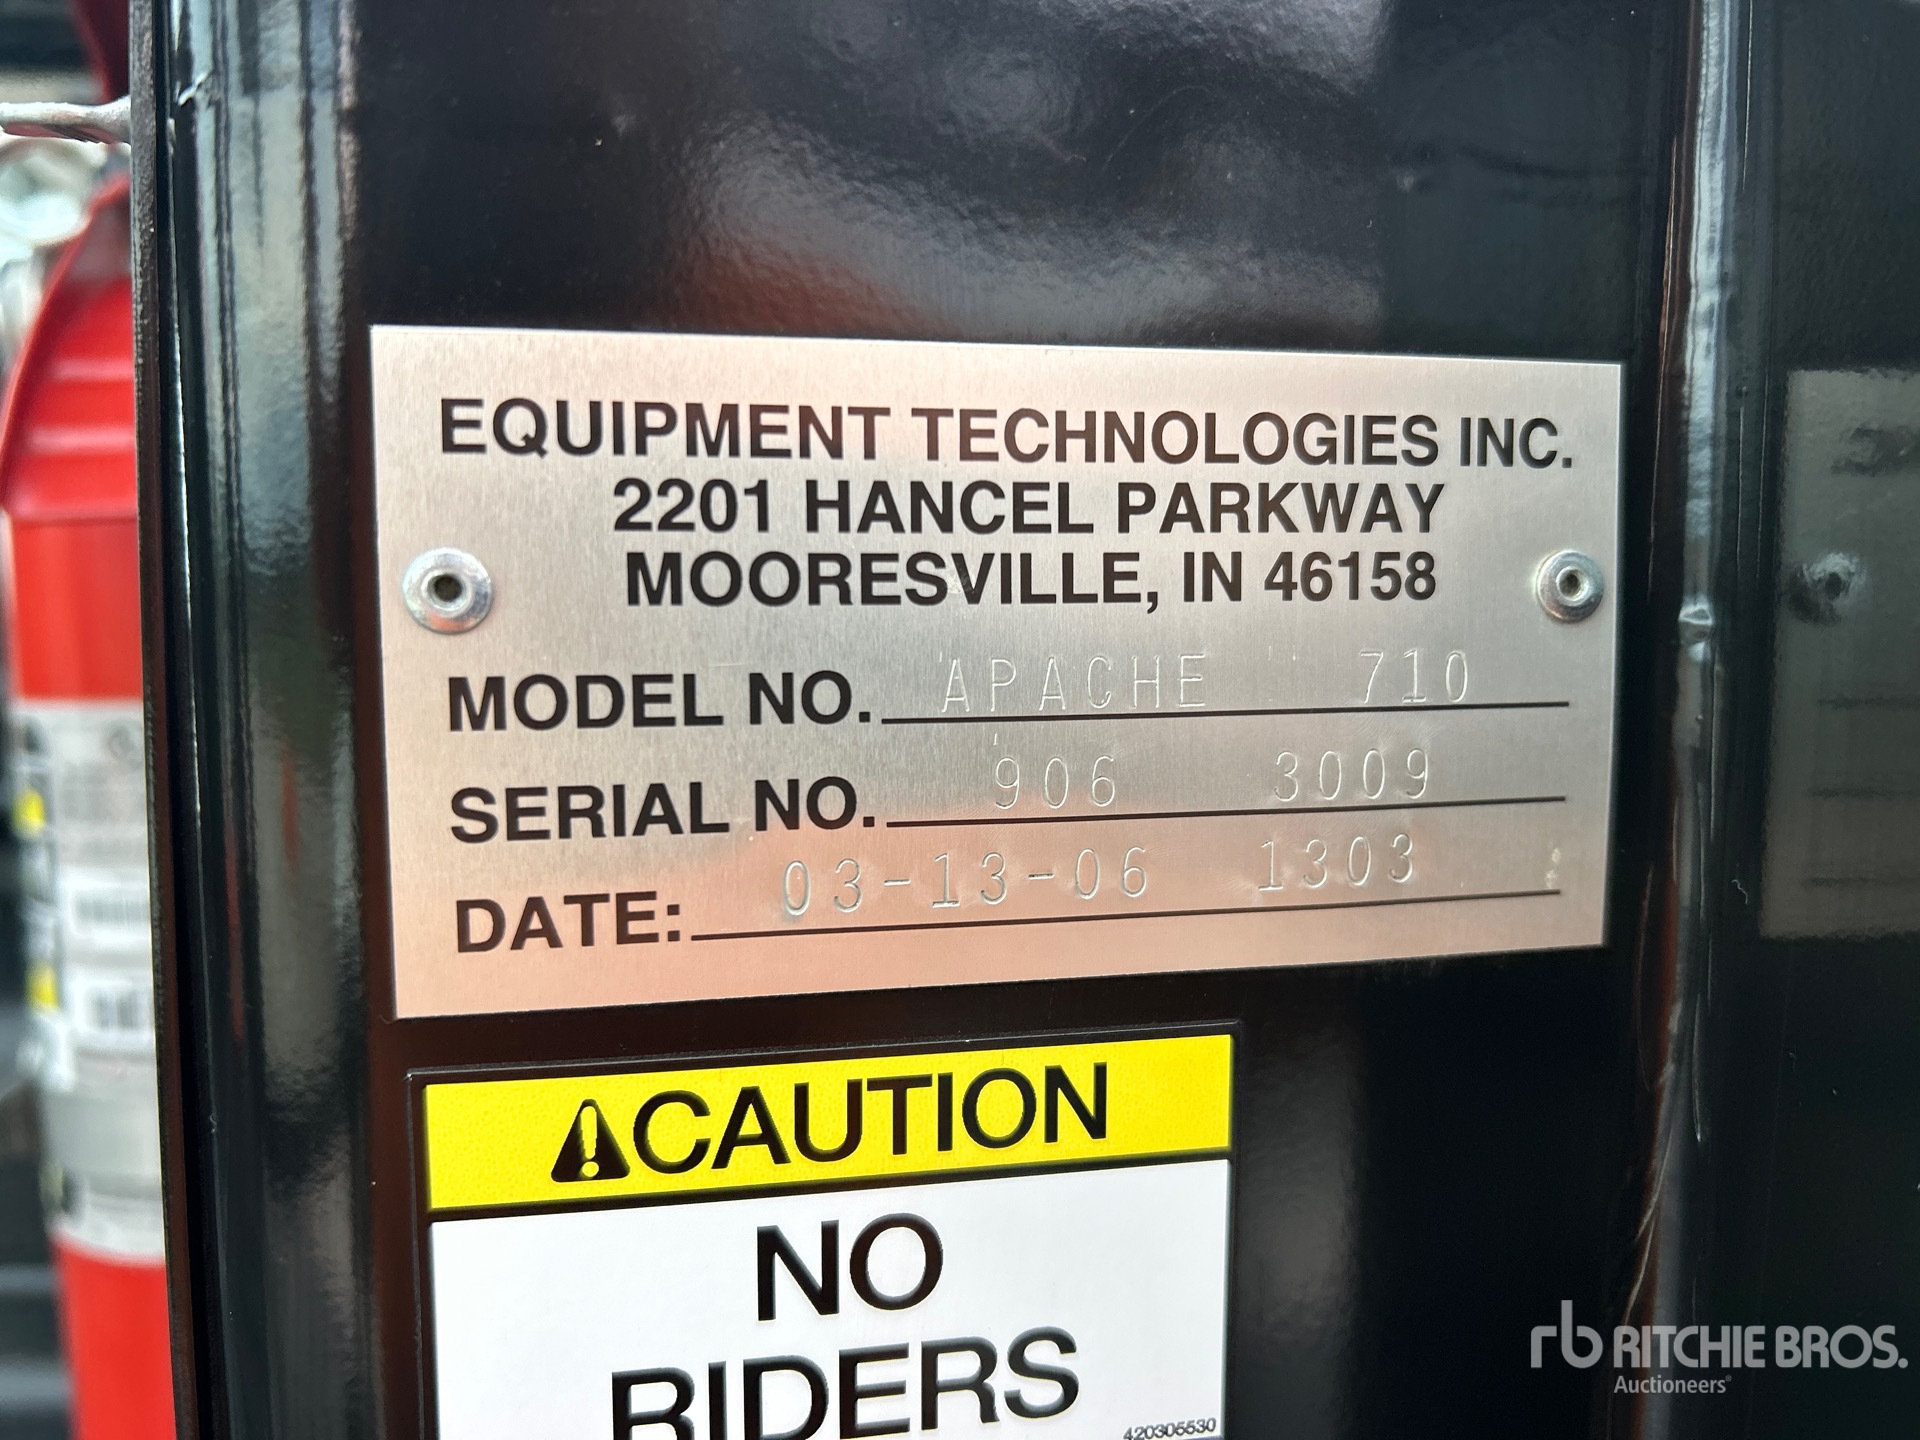 EQUIPMENT TECHNOLOGIES INC.
2201 HANCEL PARKWAY
MOORESVILLE, IN 46158
MODEL NO. APACHE 710
SERIAL NO. 906 3009
DATE: 03-13-06 1303
CAUTION
NO
RIDERS
420305530
rb RITCHIE BROS.
Auctioneers®